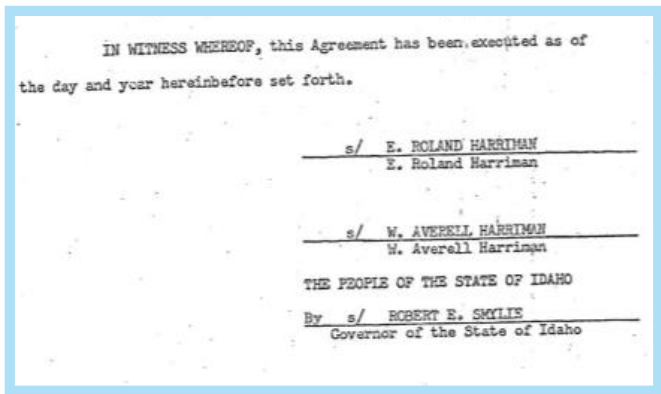 IN WITNESS WHEREOF, this Agreement has been executed as of
the day and year hereinbefore set forth.
s/ E. ROLAND HARRIMAN
E. Roland Harriman
s/ W. AVERELL HARRIMAN
W. Averell Harriman
THE PEOPLE OF THE STATE OF IDAHO
By s/ ROBERT E. SMYLIE
Governor of the State of Idaho